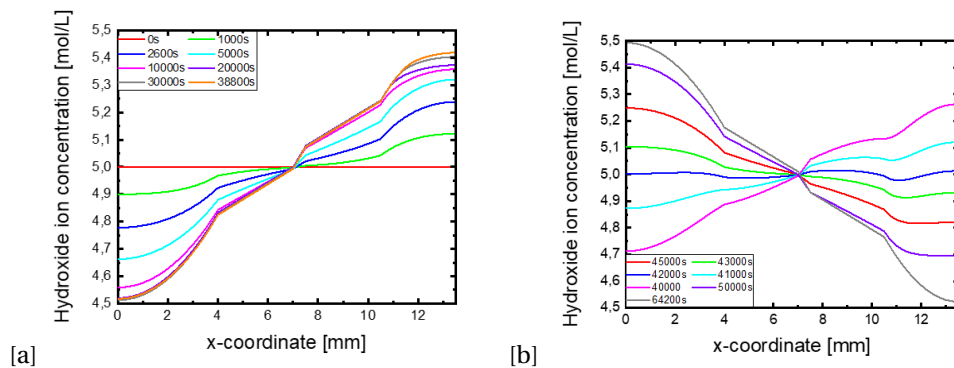 5,5
5,4
5,3
5,2
5,1
5.0
4,9
4,8
4,7
4,6
4,5
Hydroxide ion concentration [mol/L]
0s 1000s
2600s 5000s
10000s 20000s
30000s 38800s
0 2 4 6 8 10 12
x-coordinate [mm]
[a]
5,5
5,4
5,3
5,2
5,1
5.0
4,9
4,8
4,7
4,6
4,5
Hydroxide ion concentration [mol/L]
45000s 43000s
42000s 41000s
40000 50000s
64200s
0 2 4 6 8 10 12
x-coordinate [mm]
[b]